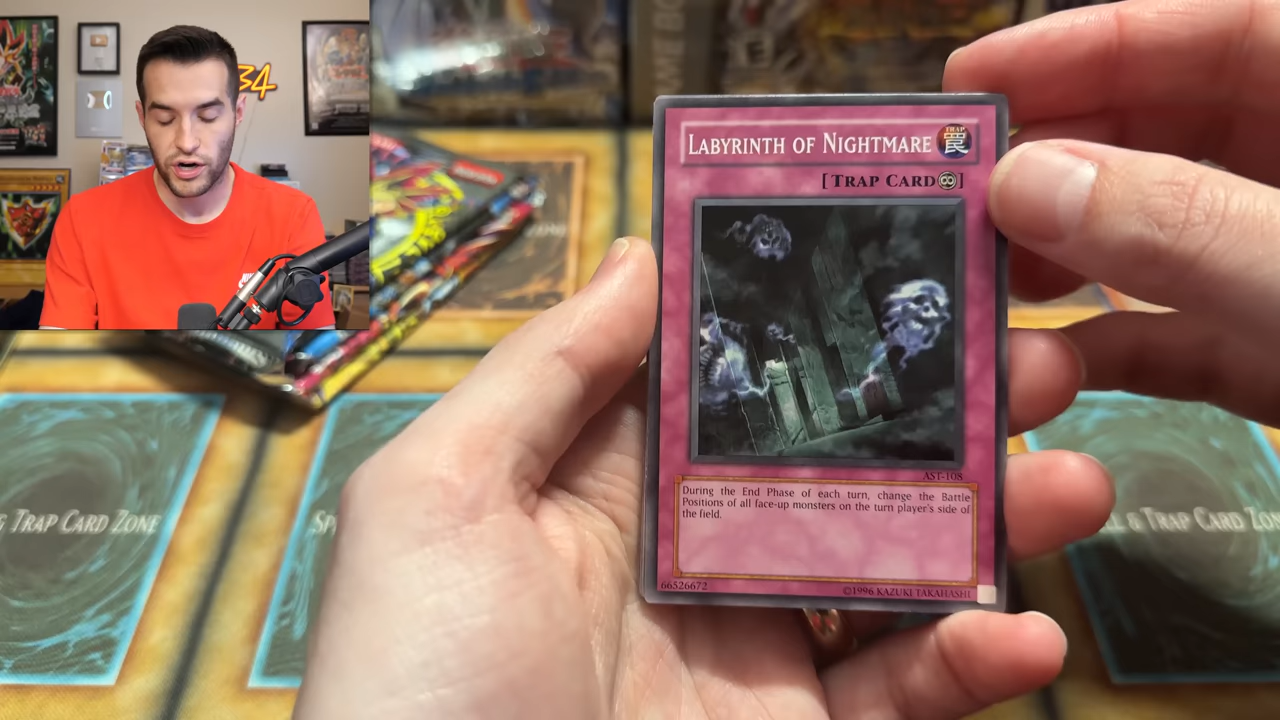 34
LABYRINTH OF NIGHTMARE
TRAP
罠
[TRAP CARD]
AST-108
During the End Phase of each turn, change the Battle
Positions of all face-up monsters on the turn player's side of
the field.
66526672
©1996 KAZUKI TAKAHASHI
TRAP CARD ZONE
SP
& TRAP CARD ZON